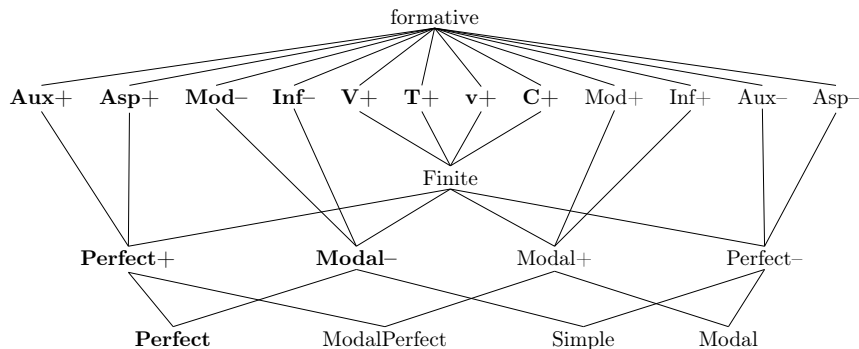 formative
Aux+ Asp+ Mod– Inf– V+ T+ v+ C+ Mod+ Inf+ Aux– Asp–
Finite
Perfect+ Modal– Modal+ Perfect–
Perfect ModalPerfect Simple Modal